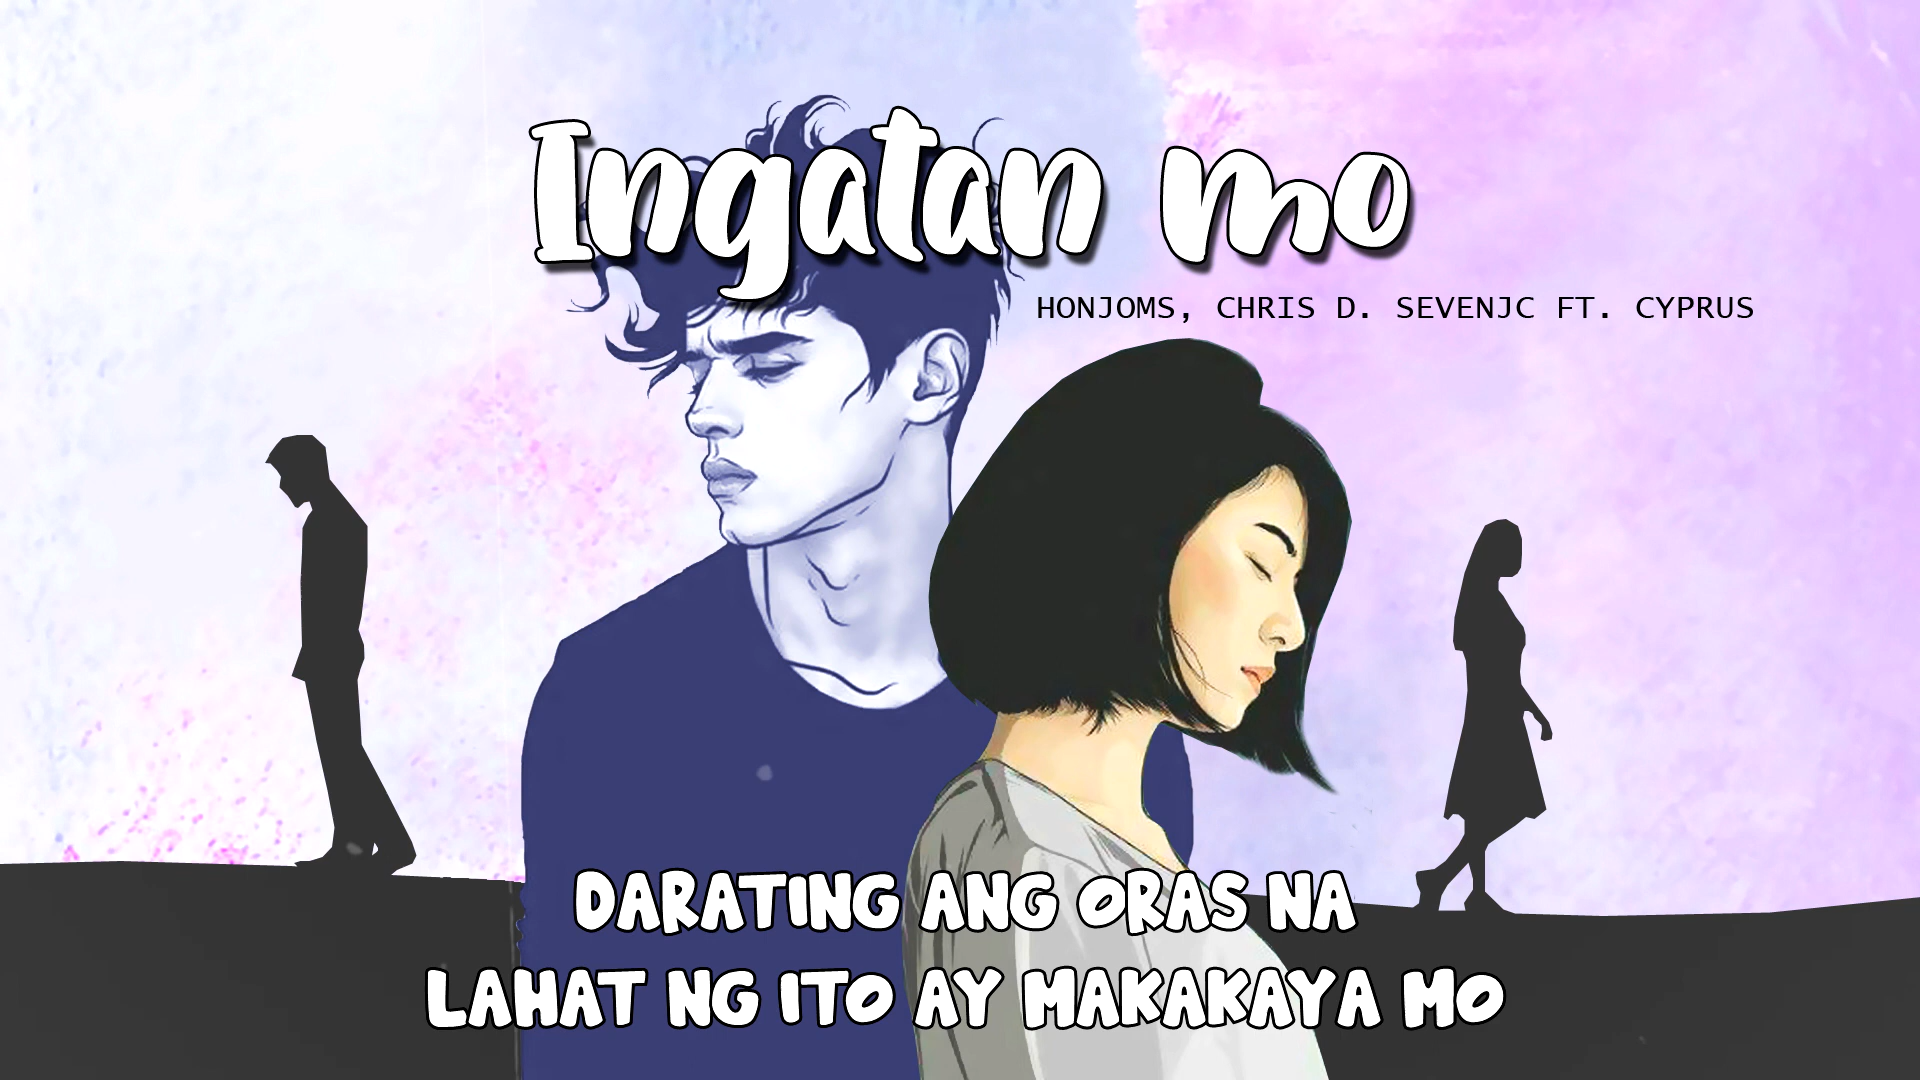 Ingatan mo
HONJOMS, CHRIS D. SEVENJC FT. CYPRUS
DARATING ANG ORAS NA
LAHAT NG ITO AY MAKAKAYA MO